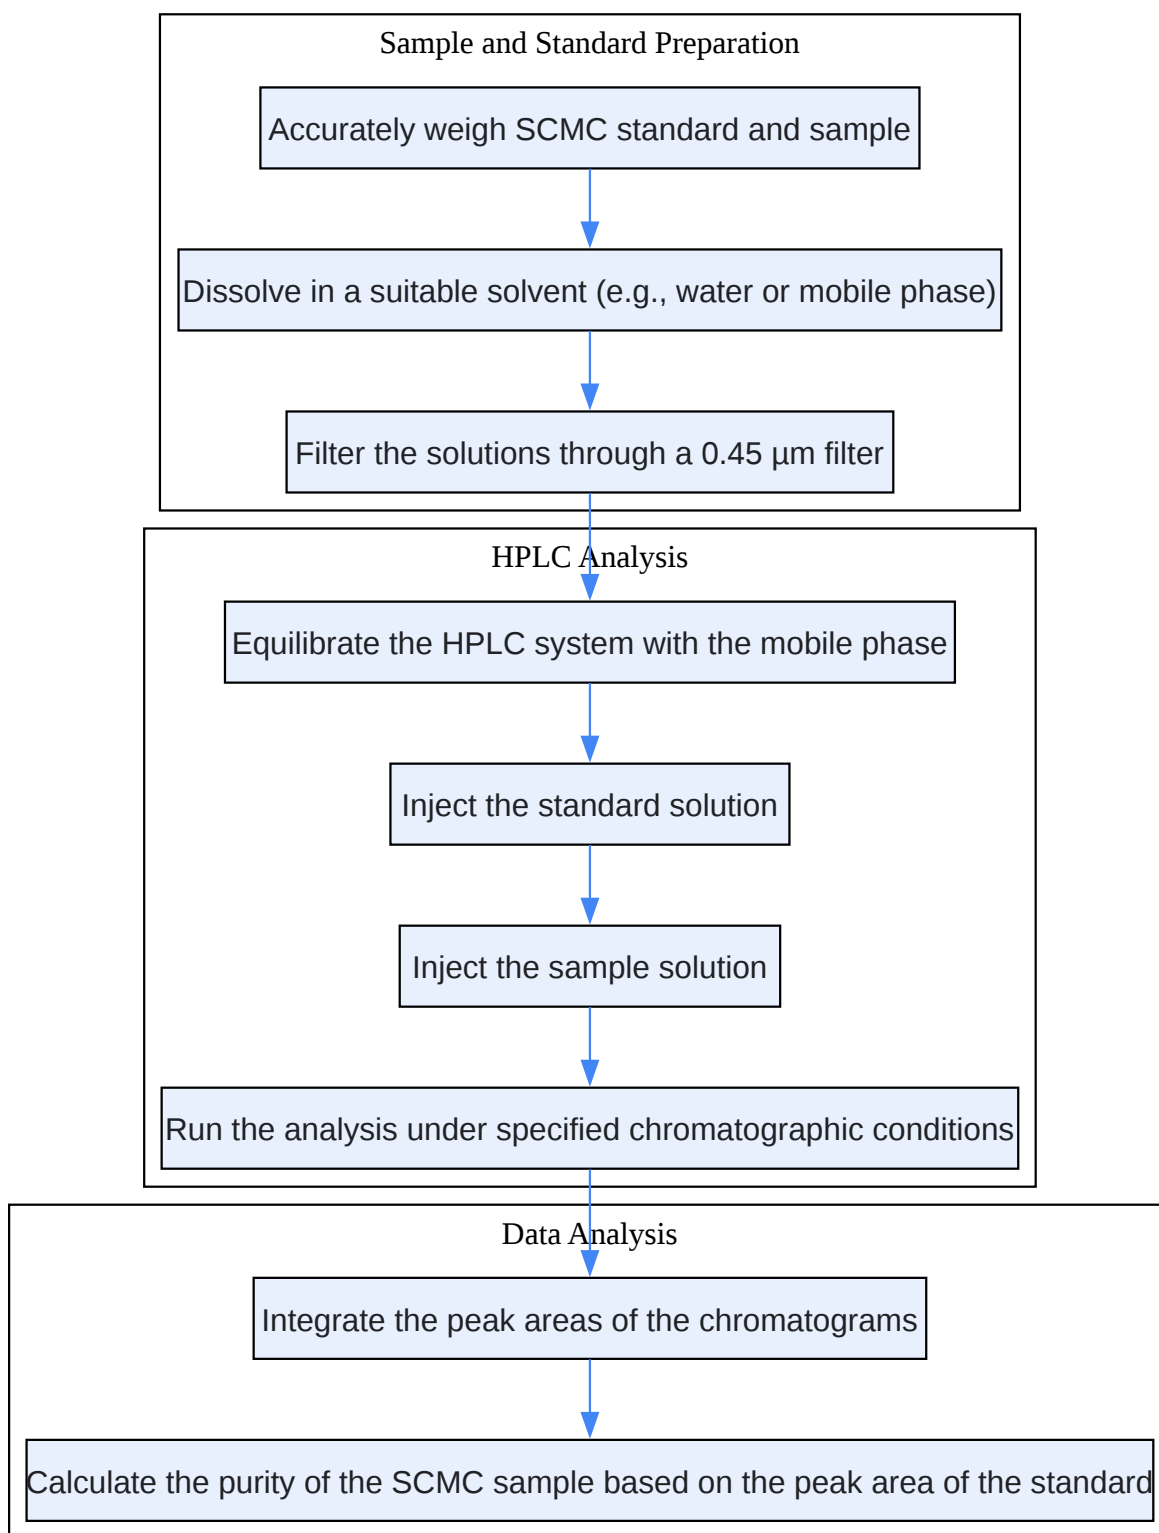 Sample and Standard Preparation
Accurately weigh SCMC standard and sample
Dissolve in a suitable solvent (e.g., water or mobile phase)
Filter the solutions through a 0.45 µm filter
HPLC Analysis
Equilibrate the HPLC system with the mobile phase
Inject the standard solution
Inject the sample solution
Run the analysis under specified chromatographic conditions
Data Analysis
Integrate the peak areas of the chromatograms
Calculate the purity of the SCMC sample based on the peak area of the standard